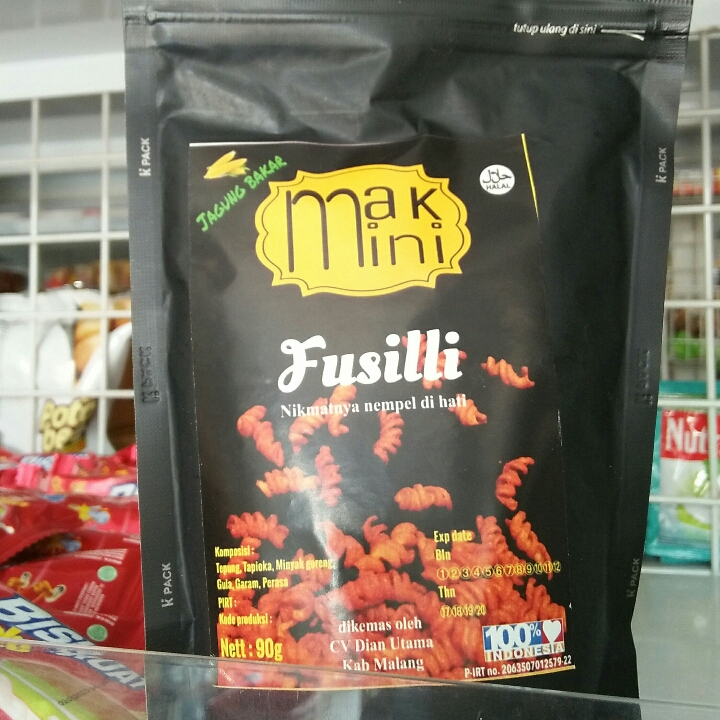 tutup ulang di sini
K PACK
K PACK
JAGUNG BAKAR
mak
mini
حلال
HALAL
Fusilli
Nikmatnya nempel di hati
Komposisi :
Tepung, Tapioka, Minyak goreng,
Gula, Garam, Perasa
PIRT :
Kode produksi :
Nett : 90g
Exp date
Bln
1 2 3 4 5 6 7 8 9 10 11 12
Thn
17 18 19 20
dikemas oleh
CV Dian Utama
Kab Malang
100%
INDONESIA
P-IRT no. 2063507012579-22
K PACK
K PACK
Nut